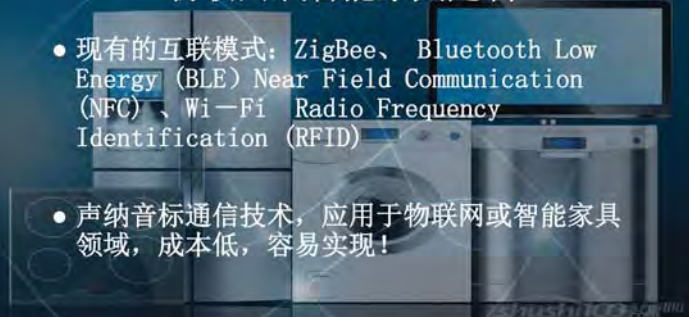 ● 现有的互联模式：ZigBee、 Bluetooth Low
Energy (BLE) Near Field Communication
(NFC) 、Wi－Fi Radio Frequency
Identification (RFID)
● 声纳音标通信技术，应用于物联网或智能家具
领域，成本低，容易实现！